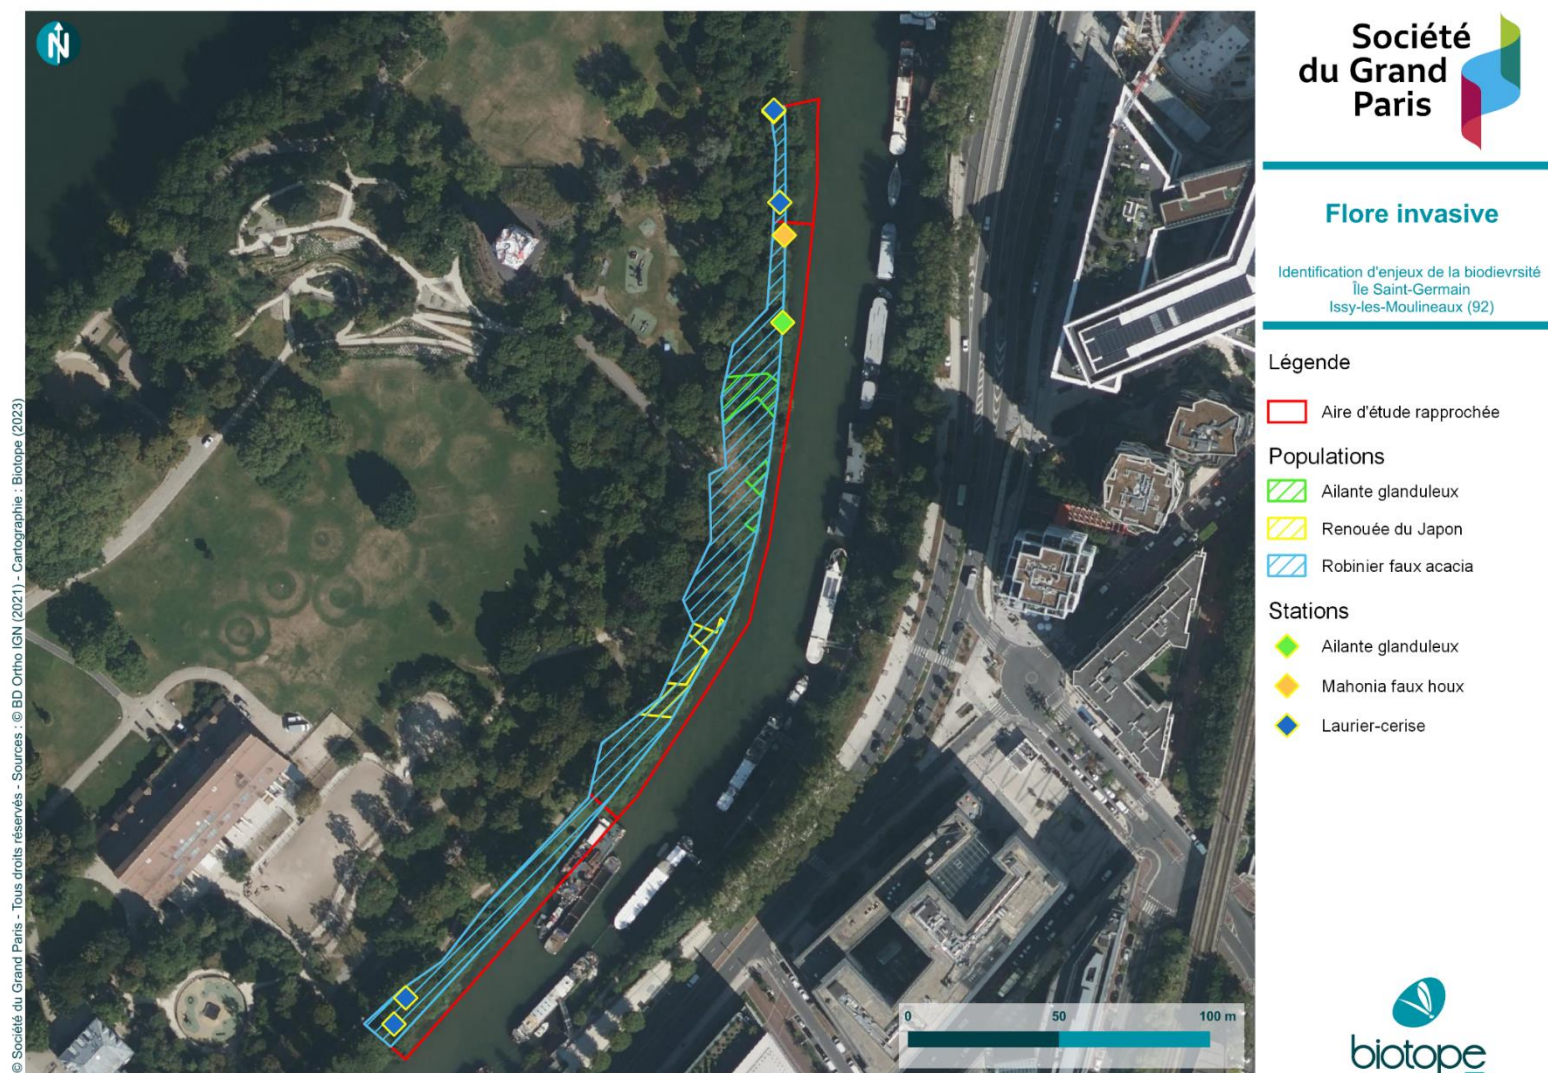 N
Société
du Grand
Paris
Flore invasive
Identification d'enjeux de la biodievrsité
Île Saint-Germain
Issy-les-Moulineaux (92)
Légende
Aire d'étude rapprochée
Populations
Ailante glanduleux
Renouée du Japon
Robinier faux acacia
Stations
Ailante glanduleux
Mahonia faux houx
Laurier-cerise
0 50 100 m
biotope
© Société du Grand Paris - Tous droits réservés - Sources : © BD Ortho IGN (2021) - Cartographie : Biotope (2023)